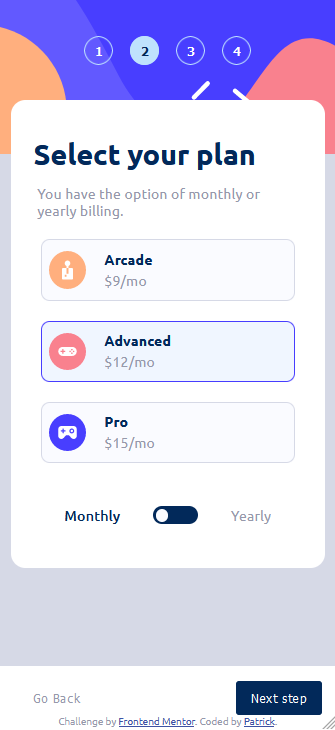 1 2 3 4
Select your plan
You have the option of monthly or
yearly billing.
Arcade
$9/mo
Advanced
$12/mo
Pro
$15/mo
Monthly Yearly
Go Back Next step
Challenge by Frontend Mentor. Coded by Patrick.